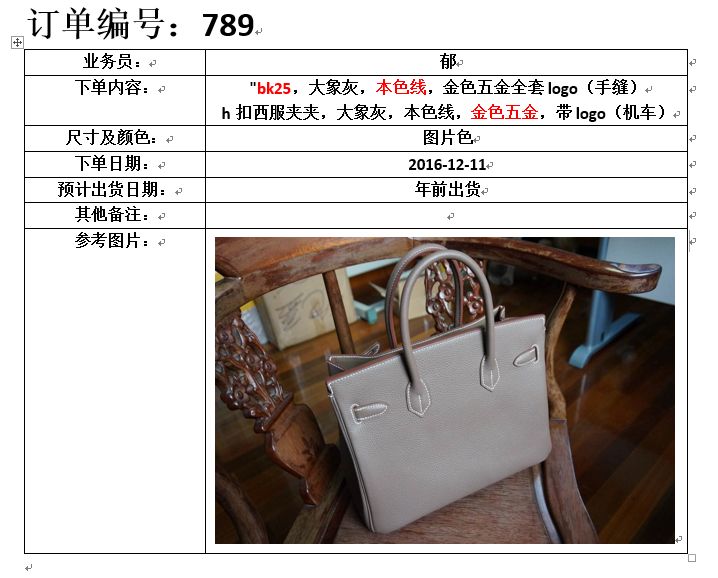 订单编号：789
业务员： 郁
下单内容： "bk25，大象灰，本色线，金色五金全套logo（手缝）
h扣西服夹夹，大象灰，本色线，金色五金，带logo（机车）
尺寸及颜色： 图片色
下单日期： 2016-12-11
预计出货日期： 年前出货
其他备注：
参考图片：